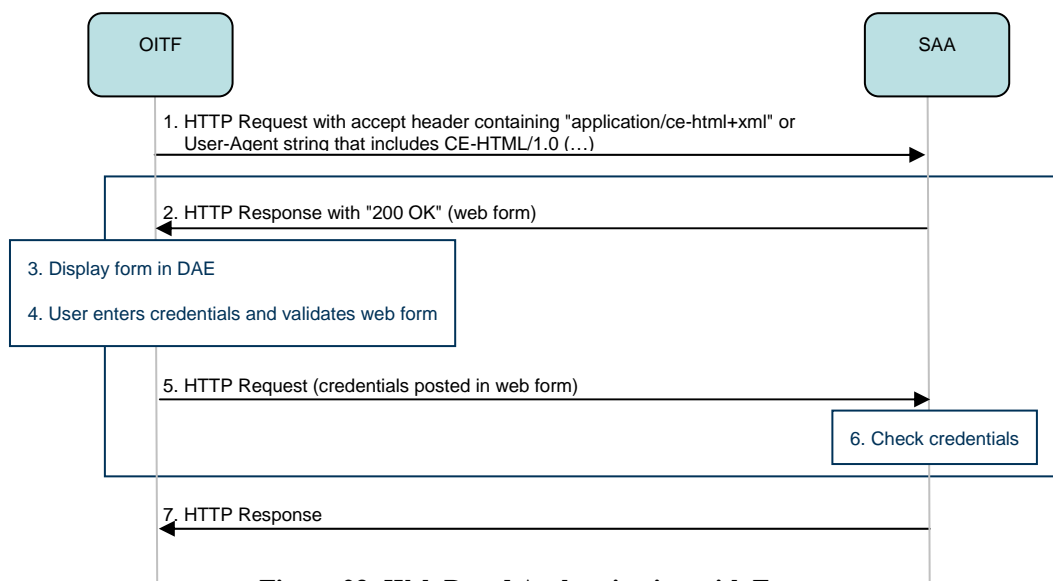 OITF
SAA
1. HTTP Request with accept header containing "application/ce-html+xml" or
User-Agent string that includes CE-HTML/1.0 (…)
2. HTTP Response with "200 OK" (web form)
3. Display form in DAE
4. User enters credentials and validates web form
5. HTTP Request (credentials posted in web form)
6. Check credentials
7. HTTP Response